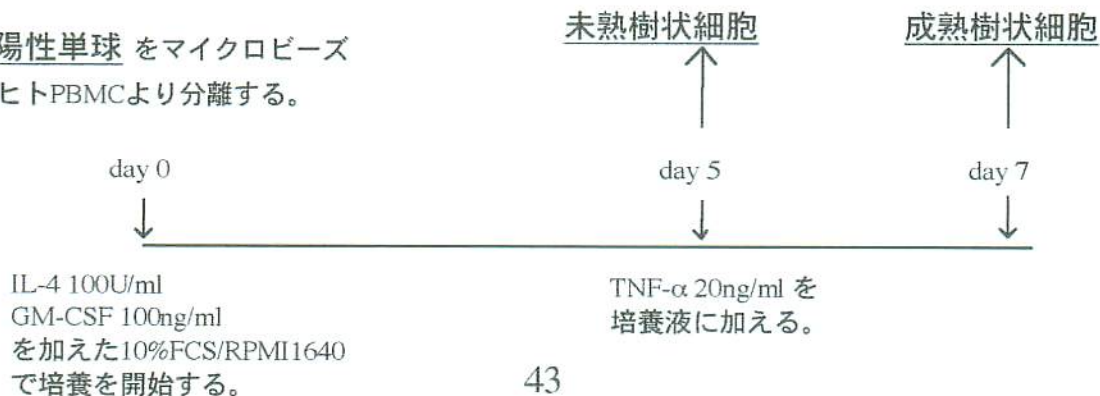 陽性単球 をマイクロビーズ
ヒトPBMCより分離する。
未熟樹状細胞
成熟樹状細胞
day 0
day 5
day 7
IL-4 100U/ml
GM-CSF 100ng/ml
を加えた10%FCS/RPMI1640
で培養を開始する。
TNF-α 20ng/ml を
培養液に加える。
43